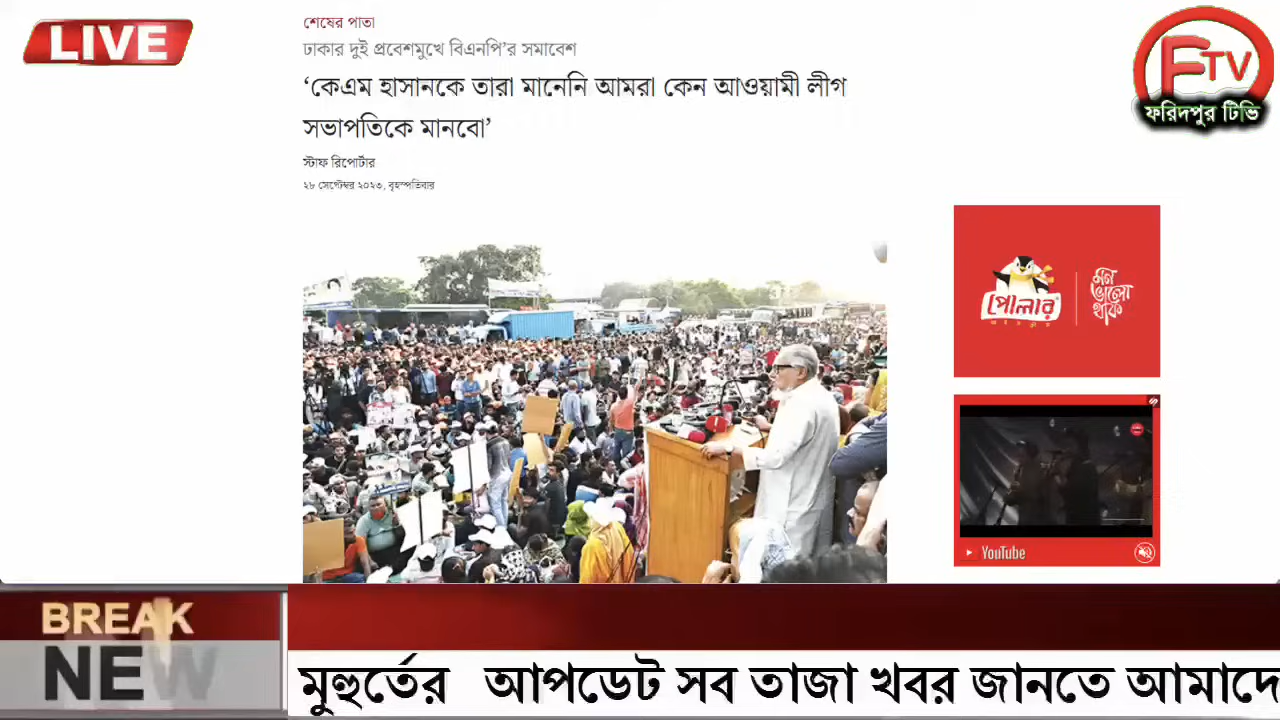 LIVE
শেষের পাতা
ঢাকার দুই প্রবেশমুখে বিএনপি’র সমাবেশ
‘কেএম হাসানকে তারা মানেনি আমরা কেন আওয়ামী লীগ
সভাপতিকে মানবো’
স্টাফ রিপোর্টার
২৮ সেপ্টেম্বর ২০২৩, বৃহস্পতিবার
FTV
ফরিদপুর টিভি
পোলার
মন
ভালো
থাক
YouTube
BREAK
NEW
মুহুর্তের আপডেট সব তাজা খবর জানতে আমাদে